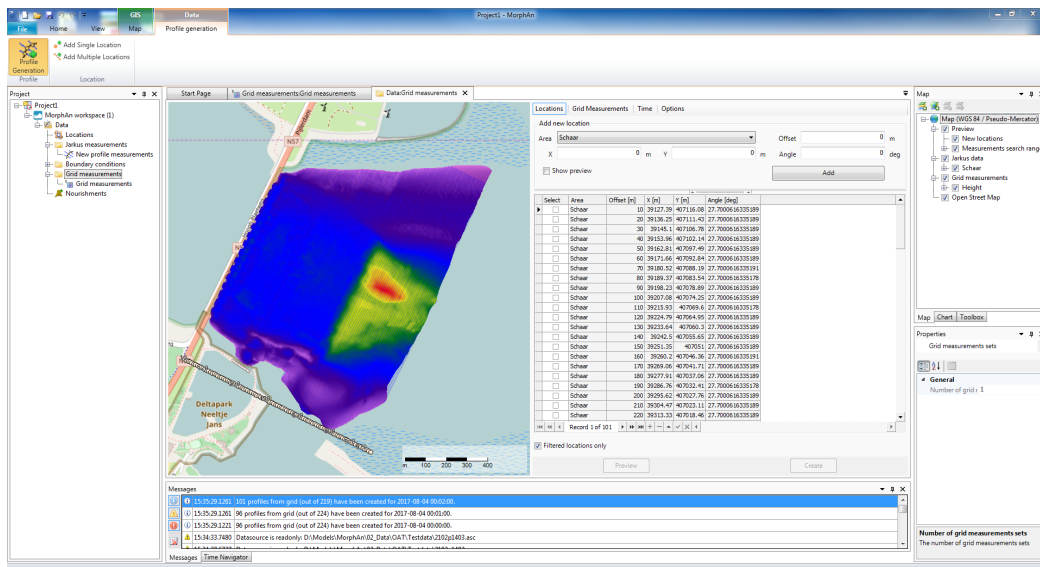 GIS
Data
Project1 - MorphAn
File
Home
View
Map
Profile generation
Profile
Generation
Add Single Location
Add Multiple Locations
Profile
Location
Project
Project1
MorphAn workspace (1)
Data
Locations
Jarkus measurements
New profile measurements
Boundary conditions
Grid measurements
Grid measurements
Nourishments
Start Page
Grid measurements:Grid measurements
Data:Grid measurements
N57
Deltapark
Neeltje
Jans
m 100 200 300 400
Locations
Grid Measurements
Time
Options
Add new location
Area Schaar
Offset 0 m
X 0 m Y 0 m
Angle 0 deg
Show preview
Add
Select Area Offset [m] X [m] Y [m] Angle [deg]
Schaar 10 39127.39 407116.08 27.7000616335189
Schaar 20 39136.25 407111.43 27.7000616335189
Schaar 30 39145.1 407106.78 27.7000616335189
Schaar 40 39153.96 407102.14 27.7000616335189
Schaar 50 39162.81 407097.49 27.7000616335189
Schaar 60 39171.66 407092.84 27.7000616335189
Schaar 70 39180.52 407088.19 27.7000616335191
Schaar 80 39189.37 407083.54 27.7000616335178
Schaar 90 39198.23 407078.89 27.7000616335189
Schaar 100 39207.08 407074.25 27.7000616335189
Schaar 110 39215.93 407069.6 27.7000616335178
Schaar 120 39224.79 407064.95 27.7000616335189
Schaar 130 39233.64 407060.3 27.7000616335189
Schaar 140 39242.5 407055.65 27.7000616335189
Schaar 150 39251.35 407051 27.7000616335189
Schaar 160 39260.2 407046.36 27.7000616335191
Schaar 170 39269.06 407041.71 27.7000616335189
Schaar 180 39277.91 407037.06 27.7000616335189
Schaar 190 39286.76 407032.41 27.7000616335178
Schaar 200 39295.62 407027.76 27.7000616335189
Schaar 210 39304.47 407023.11 27.7000616335189
Schaar 220 39313.33 407018.46 27.7000616335189
Record 1 of 101
Filtered locations only
Preview
Create
Messages
15:35:29.1261 101 profiles from grid (out of 219) have been created for 2017-08-04 00:02:00.
15:35:29.1261 96 profiles from grid (out of 224) have been created for 2017-08-04 00:01:00.
15:35:29.1221 96 profiles from grid (out of 224) have been created for 2017-08-04 00:00:00.
15:34:33.7480 Datasource is readonly: D:\Models\MorphAn\02_Data\OAT\Testdata\2102p1403.asc
Messages
Time Navigator
Map
Map (WGS 84 / Pseudo-Mercator)
Preview
New locations
Measurements search rang
Jarkus data
Schaar
Grid measurements
Height
Open Street Map
Map
Chart
Toolbox
Properties
Grid measurements sets
General
Number of grid r 1
Number of grid measurements sets
The number of grid measurements sets